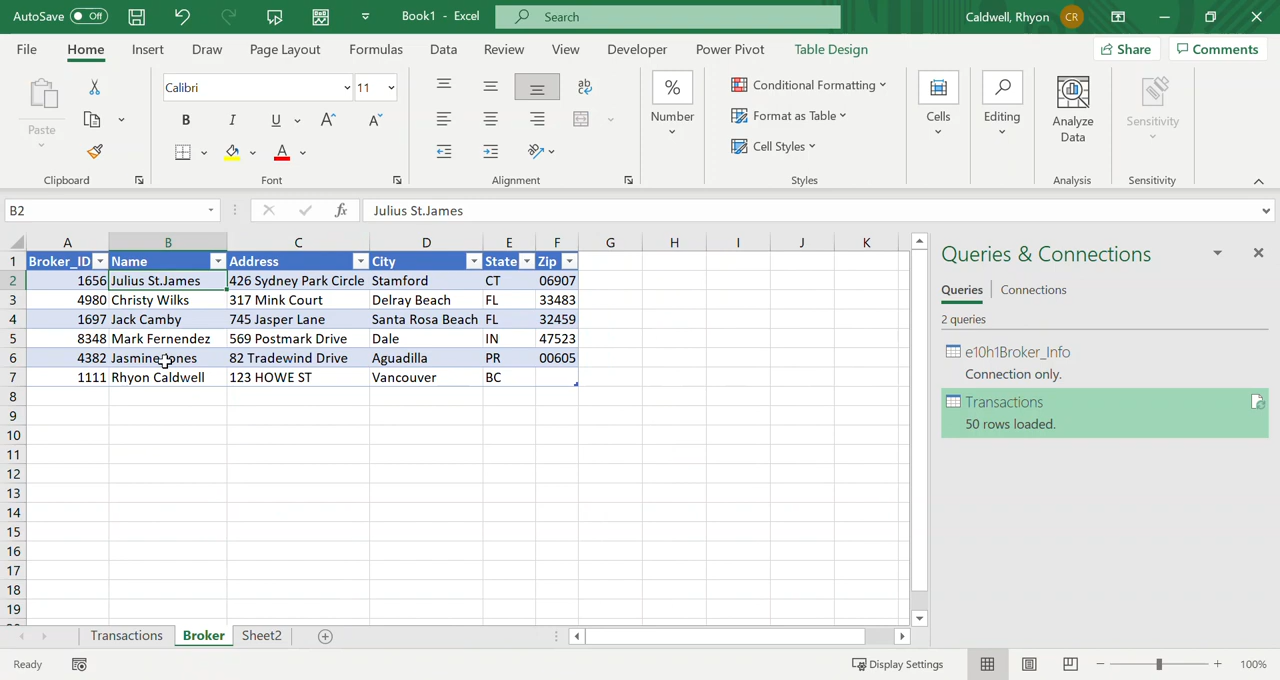 AutoSave Off Book1 - Excel Search Caldwell, Rhyon CR
File Home Insert Draw Page Layout Formulas Data Review View Developer Power Pivot Table Design Share Comments
Paste
Calibri 11
B I U A A
ab
%
Number
Conditional Formatting
Format as Table
Cell Styles
Cells
Editing
Analyze
Data
Sensitivity
Clipboard Font Alignment Styles Analysis Sensitivity
B2 fx Julius St.James
A B C D E F G H I J K
1 Broker_ID Name Address City State Zip
2 1656 Julius St.James 426 Sydney Park Circle Stamford CT 06907
3 4980 Christy Wilks 317 Mink Court Delray Beach FL 33483
4 1697 Jack Camby 745 Jasper Lane Santa Rosa Beach FL 32459
5 8348 Mark Fernendez 569 Postmark Drive Dale IN 47523
6 4382 Jasmine Jones 82 Tradewind Drive Aguadilla PR 00605
7 1111 Rhyon Caldwell 123 HOWE ST Vancouver BC
8
9
10
11
12
13
14
15
16
17
18
19
Queries & Connections
Queries Connections
2 queries
e10h1Broker_Info
Connection only.
Transactions
50 rows loaded.
Transactions Broker Sheet2
Ready Display Settings 100%